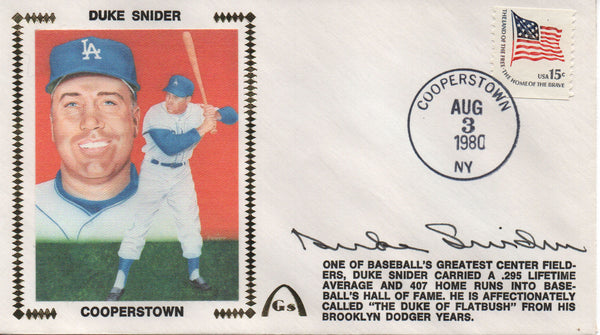 DUKE SNIDER
LA
COOPERSTOWN
THE LAND OF THE FREE
THE HOME OF THE BRAVE
USA 15c
COOPERSTOWN
AUG
3
1980
NY
Duke Snider
ONE OF BASEBALL'S GREATEST CENTER FIELD-
ERS, DUKE SNIDER CARRIED A .295 LIFETIME
AVERAGE AND 407 HOME RUNS INTO BASE-
BALL'S HALL OF FAME. HE IS AFFECTIONATELY
CALLED "THE DUKE OF FLATBUSH" FROM HIS
BROOKLYN DODGER YEARS.
Gs